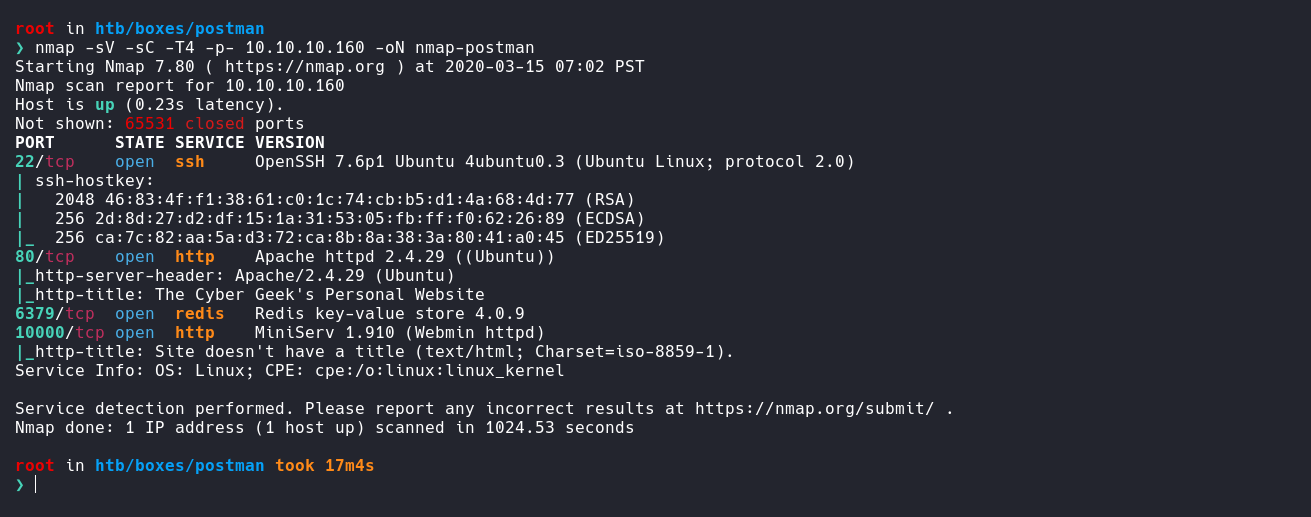 root in htb/boxes/postman
❯ nmap -sV -sC -T4 -p- 10.10.10.160 -oN nmap-postman
Starting Nmap 7.80 ( https://nmap.org ) at 2020-03-15 07:02 PST
Nmap scan report for 10.10.10.160
Host is up (0.23s latency).
Not shown: 65531 closed ports
PORT      STATE SERVICE VERSION
22/tcp    open  ssh     OpenSSH 7.6p1 Ubuntu 4ubuntu0.3 (Ubuntu Linux; protocol 2.0)
| ssh-hostkey:
|   2048 46:83:4f:f1:38:61:c0:1c:74:cb:b5:d1:4a:68:4d:77 (RSA)
|   256 2d:8d:27:d2:df:15:1a:31:53:05:fb:ff:f0:62:26:89 (ECDSA)
|_  256 ca:7c:82:aa:5a:d3:72:ca:8b:8a:38:3a:80:41:a0:45 (ED25519)
80/tcp    open  http    Apache httpd 2.4.29 ((Ubuntu))
|_http-server-header: Apache/2.4.29 (Ubuntu)
|_http-title: The Cyber Geek's Personal Website
6379/tcp  open  redis   Redis key-value store 4.0.9
10000/tcp open  http    MiniServ 1.910 (Webmin httpd)
|_http-title: Site doesn't have a title (text/html; Charset=iso-8859-1).
Service Info: OS: Linux; CPE: cpe:/o:linux:linux_kernel

Service detection performed. Please report any incorrect results at https://nmap.org/submit/ .
Nmap done: 1 IP address (1 host up) scanned in 1024.53 seconds

root in htb/boxes/postman took 17m4s
❯